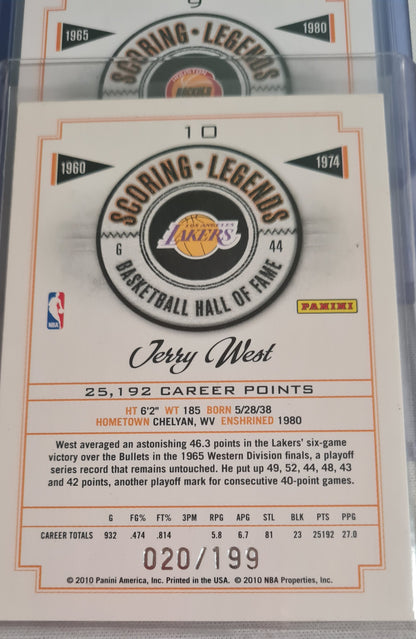 9
1965 1980
SCORING • LEGENDS
HOUSTON
ROCKETS
10
1960 1974
SCORING • LEGENDS
LOS ANGELES
LAKERS
G 44
BASKETBALL HALL OF FAME
NBA
PANINI
Jerry West
25,192 CAREER POINTS
HT 6'2" WT 185 BORN 5/28/38
HOMETOWN CHELYAN, WV ENSHRINED 1980
West averaged an astonishing 46.3 points in the Lakers' six-game
victory over the Bullets in the 1965 Western Division finals, a playoff
series record that remains untouched. He put up 49, 52, 44, 48, 43
and 42 points, another playoff mark for consecutive 40-point games.
G FG% FT% 3PM RPG APG STL BLK PTS PPG
CAREER TOTALS 932 .474 .814 5.8 6.7 81 23 25192 27.0
020/199
© 2010 Panini America, Inc. Printed in the USA. © 2010 NBA Properties, Inc.